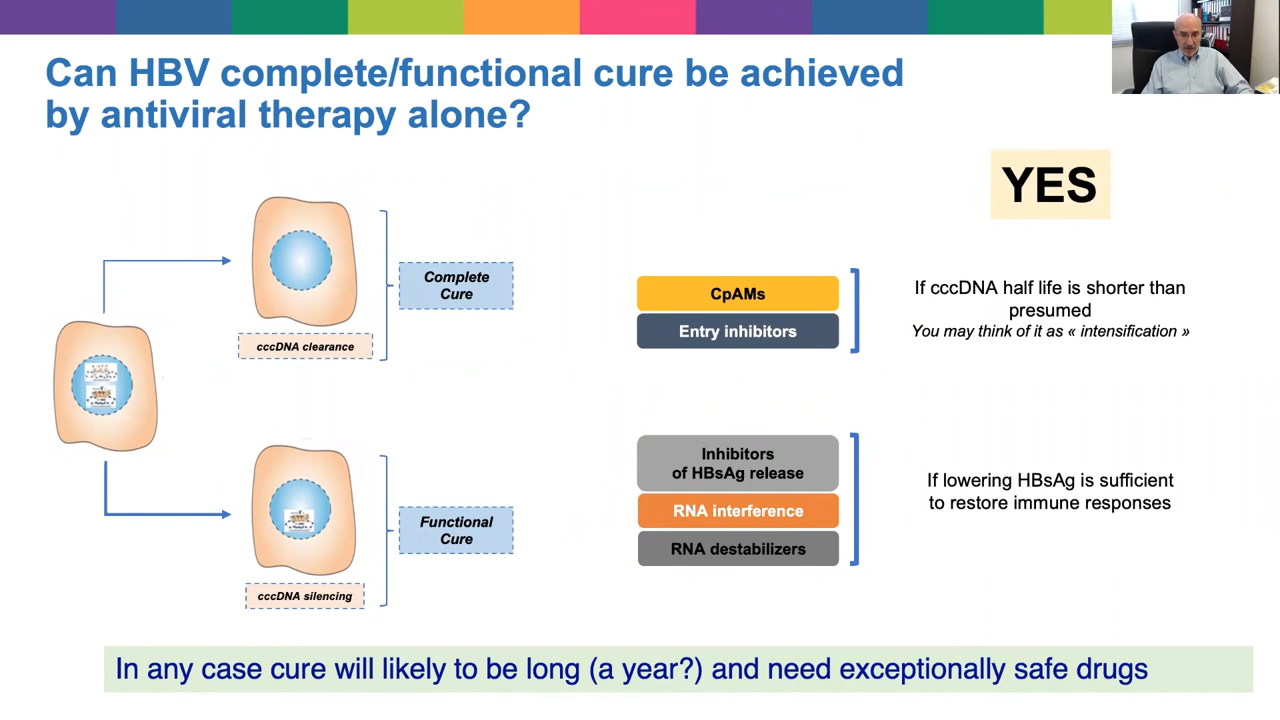 Can HBV complete/functional cure be achieved
by antiviral therapy alone?
YES
Complete
Cure
cccDNA clearance
CpAMs
Entry inhibitors
If cccDNA half life is shorter than
presumed
You may think of it as « intensification »
Functional
Cure
cccDNA silencing
Inhibitors
of HBsAg release
RNA interference
RNA destabilizers
If lowering HBsAg is sufficient
to restore immune responses
In any case cure will likely to be long (a year?) and need exceptionally safe drugs